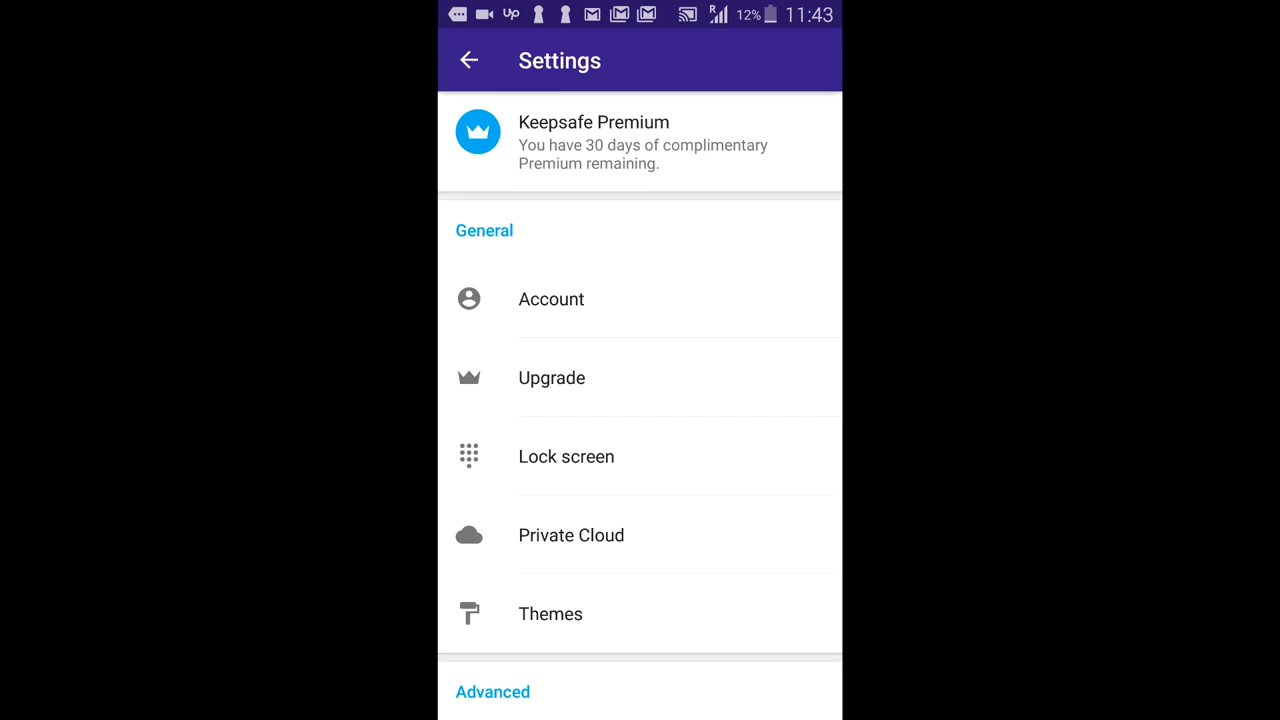 UP R 12% 11:43
Settings
Keepsafe Premium
You have 30 days of complimentary
Premium remaining.
General
Account
Upgrade
Lock screen
Private Cloud
Themes
Advanced